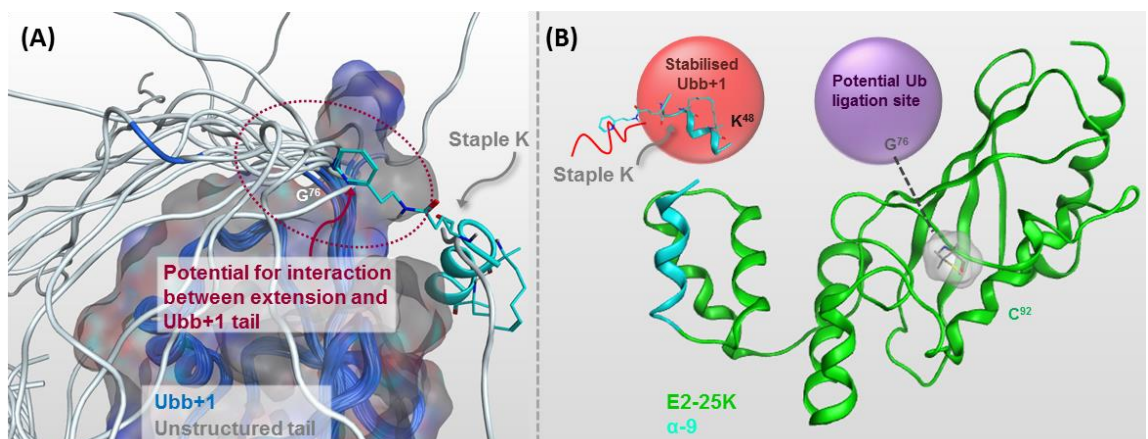 (A)
Staple K
G⁷⁶
Potential for interaction
between extension and
Ubb+1 tail
Ubb+1
Unstructured tail
(B)
Stabilised
Ubb+1
K⁴⁸
Staple K
Potential Ub
ligation site
G⁷⁶
C⁹²
E2-25K
α-9